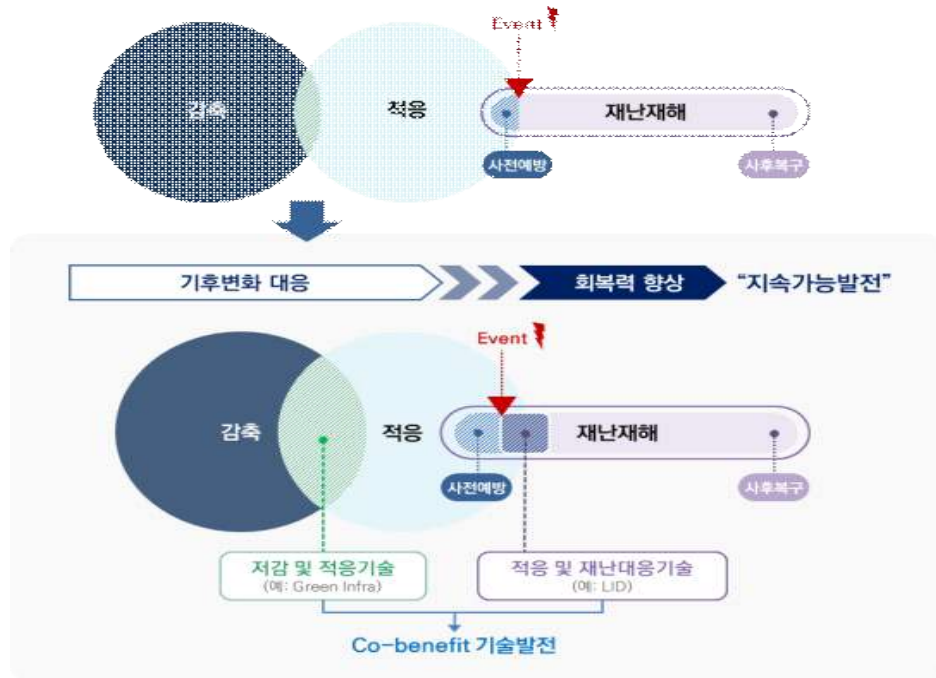 Event
감축
적응
재난재해
사전예방
사후복구
기후변화 대응
회복력 향상
“지속가능발전”
Event
감축
적응
재난재해
사전예방
사후복구
저감 및 적응기술
(예: Green Infra)
적응 및 재난대응기술
(예: LID)
Co-benefit 기술발전